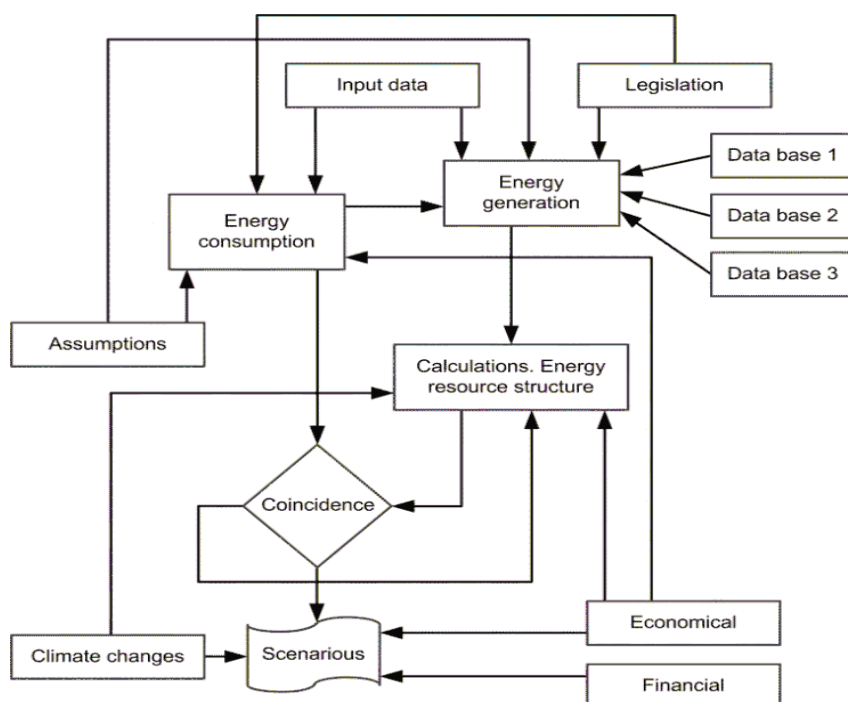 Input data
Legislation
Data base 1
Energy
generation
Data base 2
Energy
consumption
Data base 3
Assumptions
Calculations. Energy
resource structure
Coincidence
Economical
Climate changes
Scenarious
Financial